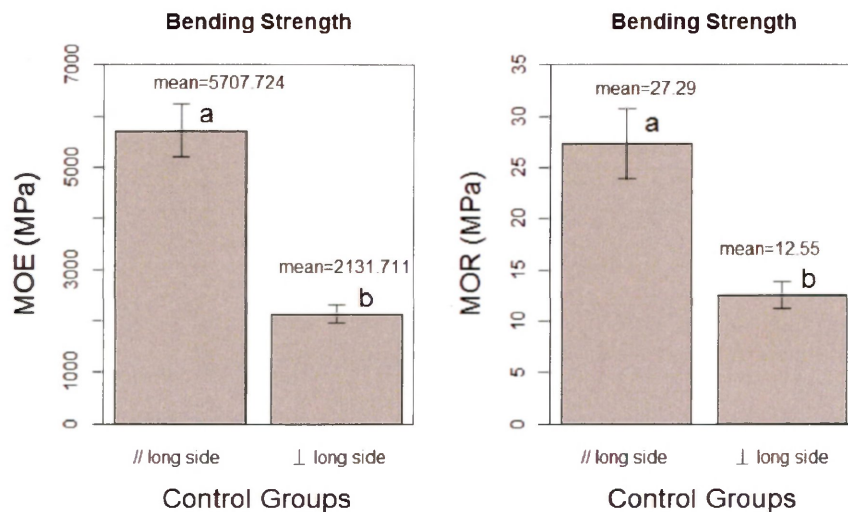 Bending Strength
MOE (MPa)
7000
5000
3000
1000
0
mean=5707.724
a
mean=2131.711
b
// long side
⊥ long side
Control Groups
Bending Strength
MOR (MPa)
35
30
25
20
15
10
5
0
mean=27.29
a
mean=12.55
b
// long side
⊥ long side
Control Groups